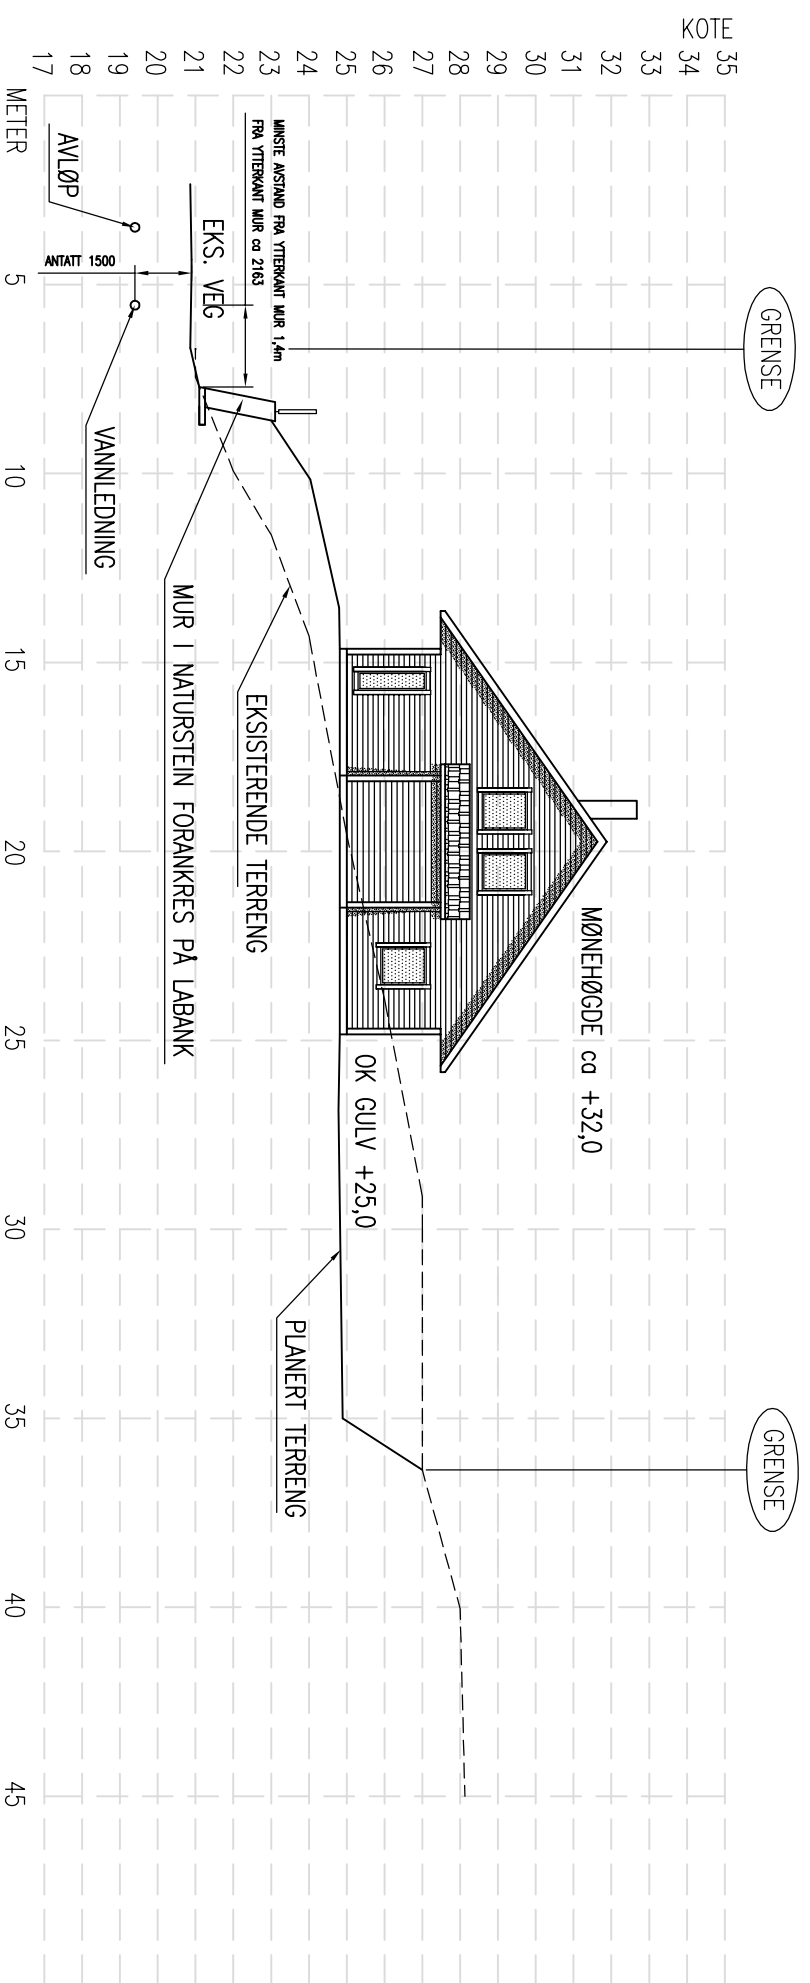 KOTE
35
34
33
32
31
30
29
28
27
26
25
24
23
22
21
20
19
18
17
METER
5
10
15
20
25
30
35
40
45
GRENSE
GRENSE
MØNEHØGDE ca +32,0
OK GULV +25,0
MINSTE AVSTAND FRA YTTERKANT MUR 1,4m
FRA YTTERKANT MUR ca 2163
EKS. VEG
PLANERT TERRENG
EKSISTERENDE TERRENG
MUR I NATURSTEIN FORANKRES PÅ LABANK
VANNLEDNING
AVLØP
ANTATT 1500